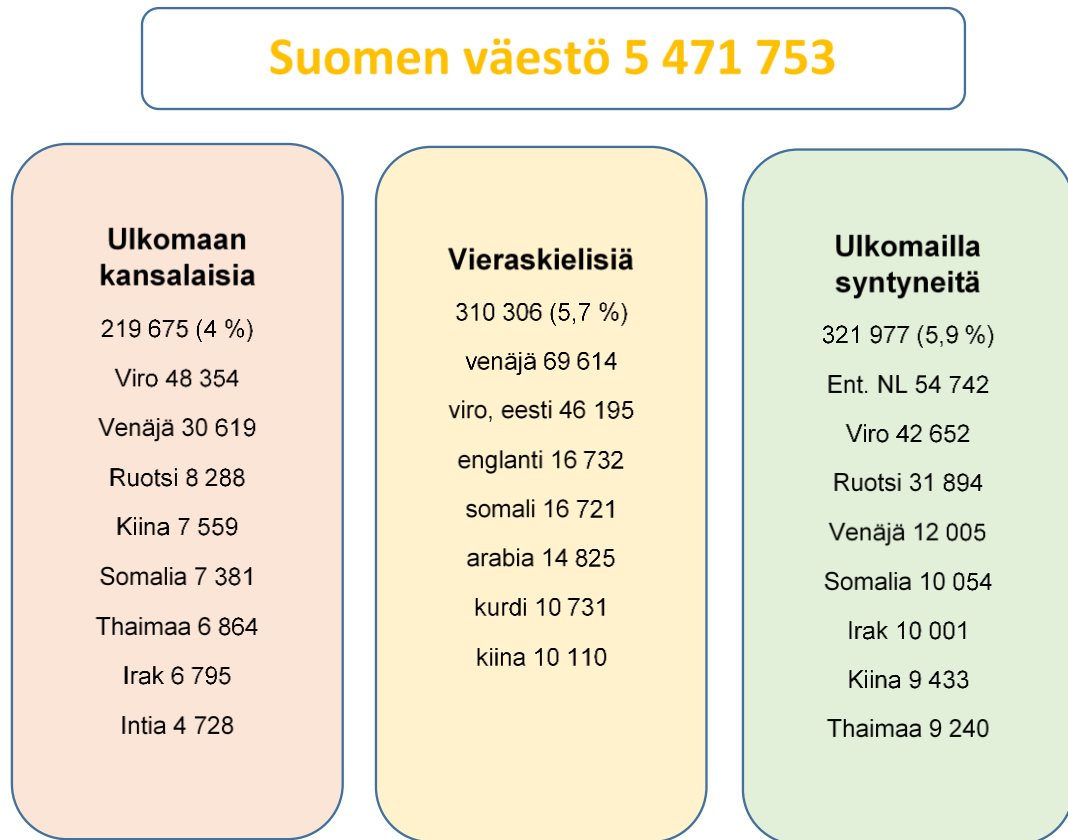 Suomen väestö 5 471 753
Ulkomaan
kansalaisia
219 675 (4 %)
Viro 48 354
Venäjä 30 619
Ruotsi 8 288
Kiina 7 559
Somalia 7 381
Thaimaa 6 864
Irak 6 795
Intia 4 728
Vieraskielisiä
310 306 (5,7 %)
venäjä 69 614
viro, eesti 46 195
englanti 16 732
somali 16 721
arabia 14 825
kurdi 10 731
kiina 10 110
Ulkomailla
syntyneitä
321 977 (5,9 %)
Ent. NL 54 742
Viro 42 652
Ruotsi 31 894
Venäjä 12 005
Somalia 10 054
Irak 10 001
Kiina 9 433
Thaimaa 9 240